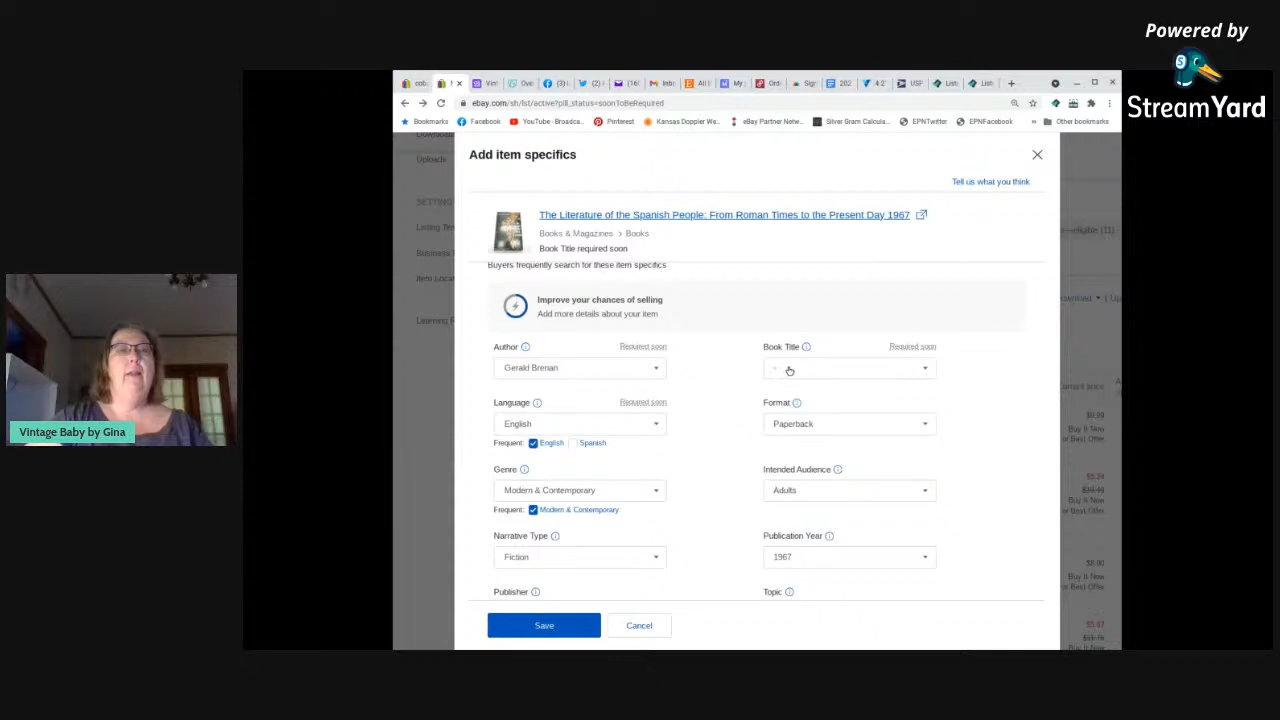 Powered by
StreamYard
ebay.com/sh/lst/active?pill_status=soonToBeRequired
Bookmarks Facebook YouTube - Broadca... Pinterest Kansas Doppler We... eBay Partner Netw... Silver Gram Calcula... EPNTwitter EPNFacebook » Other bookmarks
Add item specifics
Uploads
Tell us what you think
The Literature of the Spanish People: From Roman Times to the Present Day 1967
Books & Magazines > Books
Book Title required soon
Buyers frequently search for these item specifics
Improve your chances of selling
Add more details about your item
Author Required soon Book Title Required soon
Gerald Brenan
Language Required soon Format
English Paperback
Frequent: English Spanish
Genre Intended Audience
Modern & Contemporary Adults
Frequent: Modern & Contemporary
Narrative Type Publication Year
Fiction 1967
Publisher Topic
Save Cancel
Vintage Baby by Gina